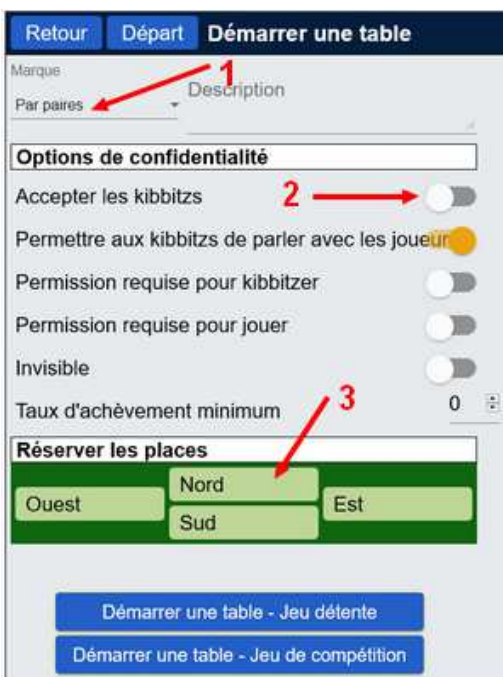 Retour Départ Démarrer une table
Marque 1
Par paires Description
Options de confidentialité
Accepter les kibbitzs 2
Permettre aux kibbitzs de parler avec les joueur
Permission requise pour kibbitzer
Permission requise pour jouer
Invisible
Taux d'achèvement minimum 3 0
Réserver les places
Nord
Ouest Est
Sud
Démarrer une table - Jeu détente
Démarrer une table - Jeu de compétition